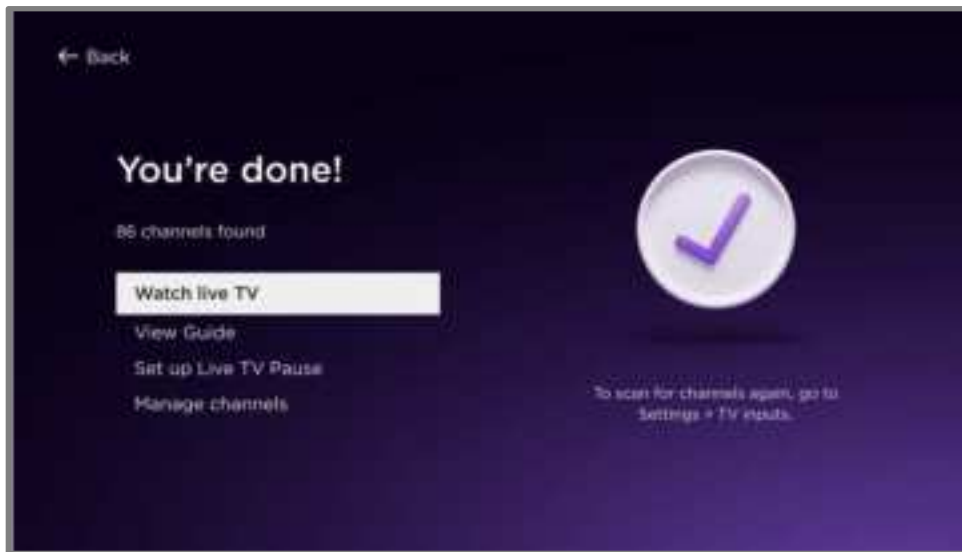 ← Back
You're done!
86 channels found
Watch live TV
View Guide
Set up Live TV Pause
Manage channels
To scan for channels again, go to
Settings > TV inputs.